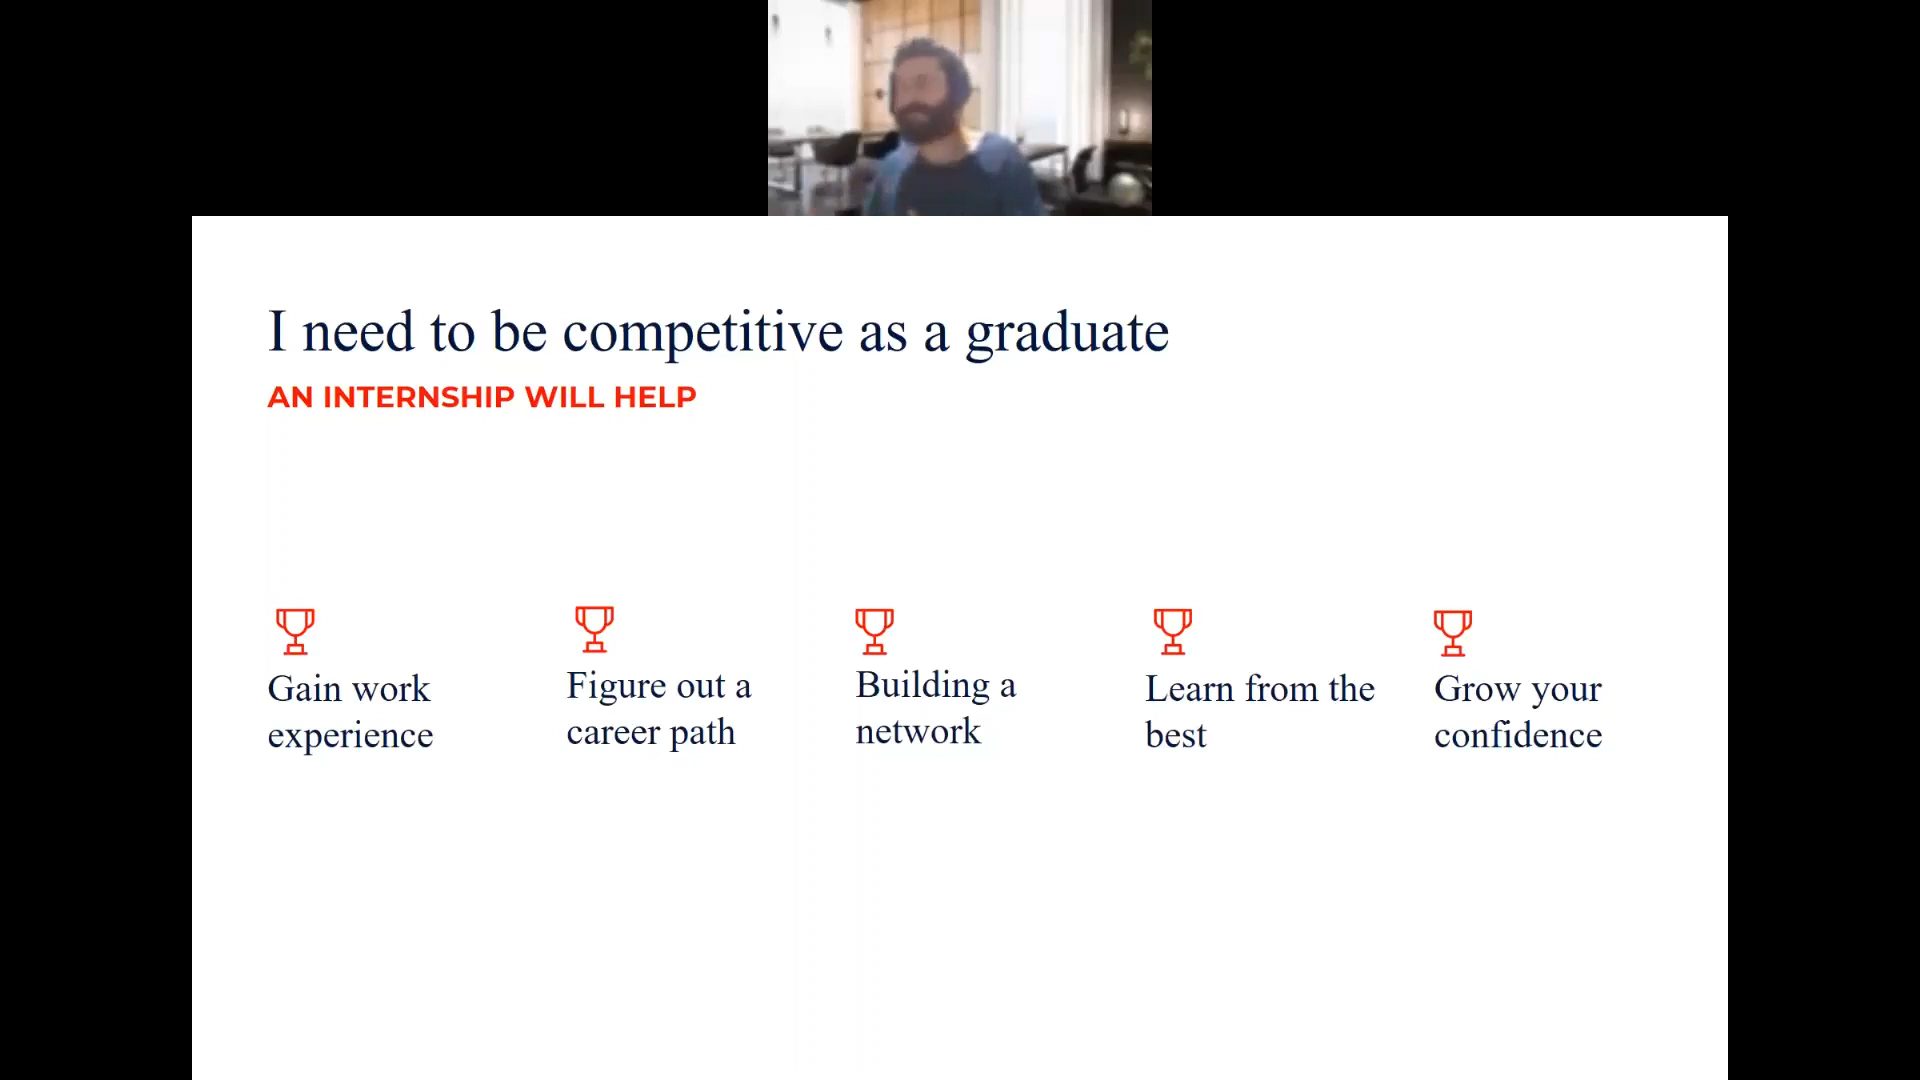 I need to be competitive as a graduate
AN INTERNSHIP WILL HELP
Gain work
experience
Figure out a
career path
Building a
network
Learn from the
best
Grow your
confidence